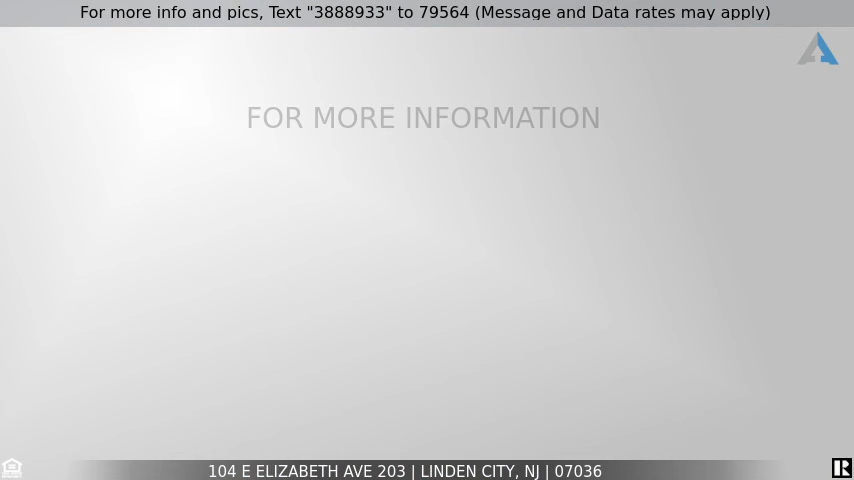 For more info and pics, Text "3888933" to 79564 (Message and Data rates may apply)
FOR MORE INFORMATION
104 E ELIZABETH AVE 203 | LINDEN CITY, NJ | 07036